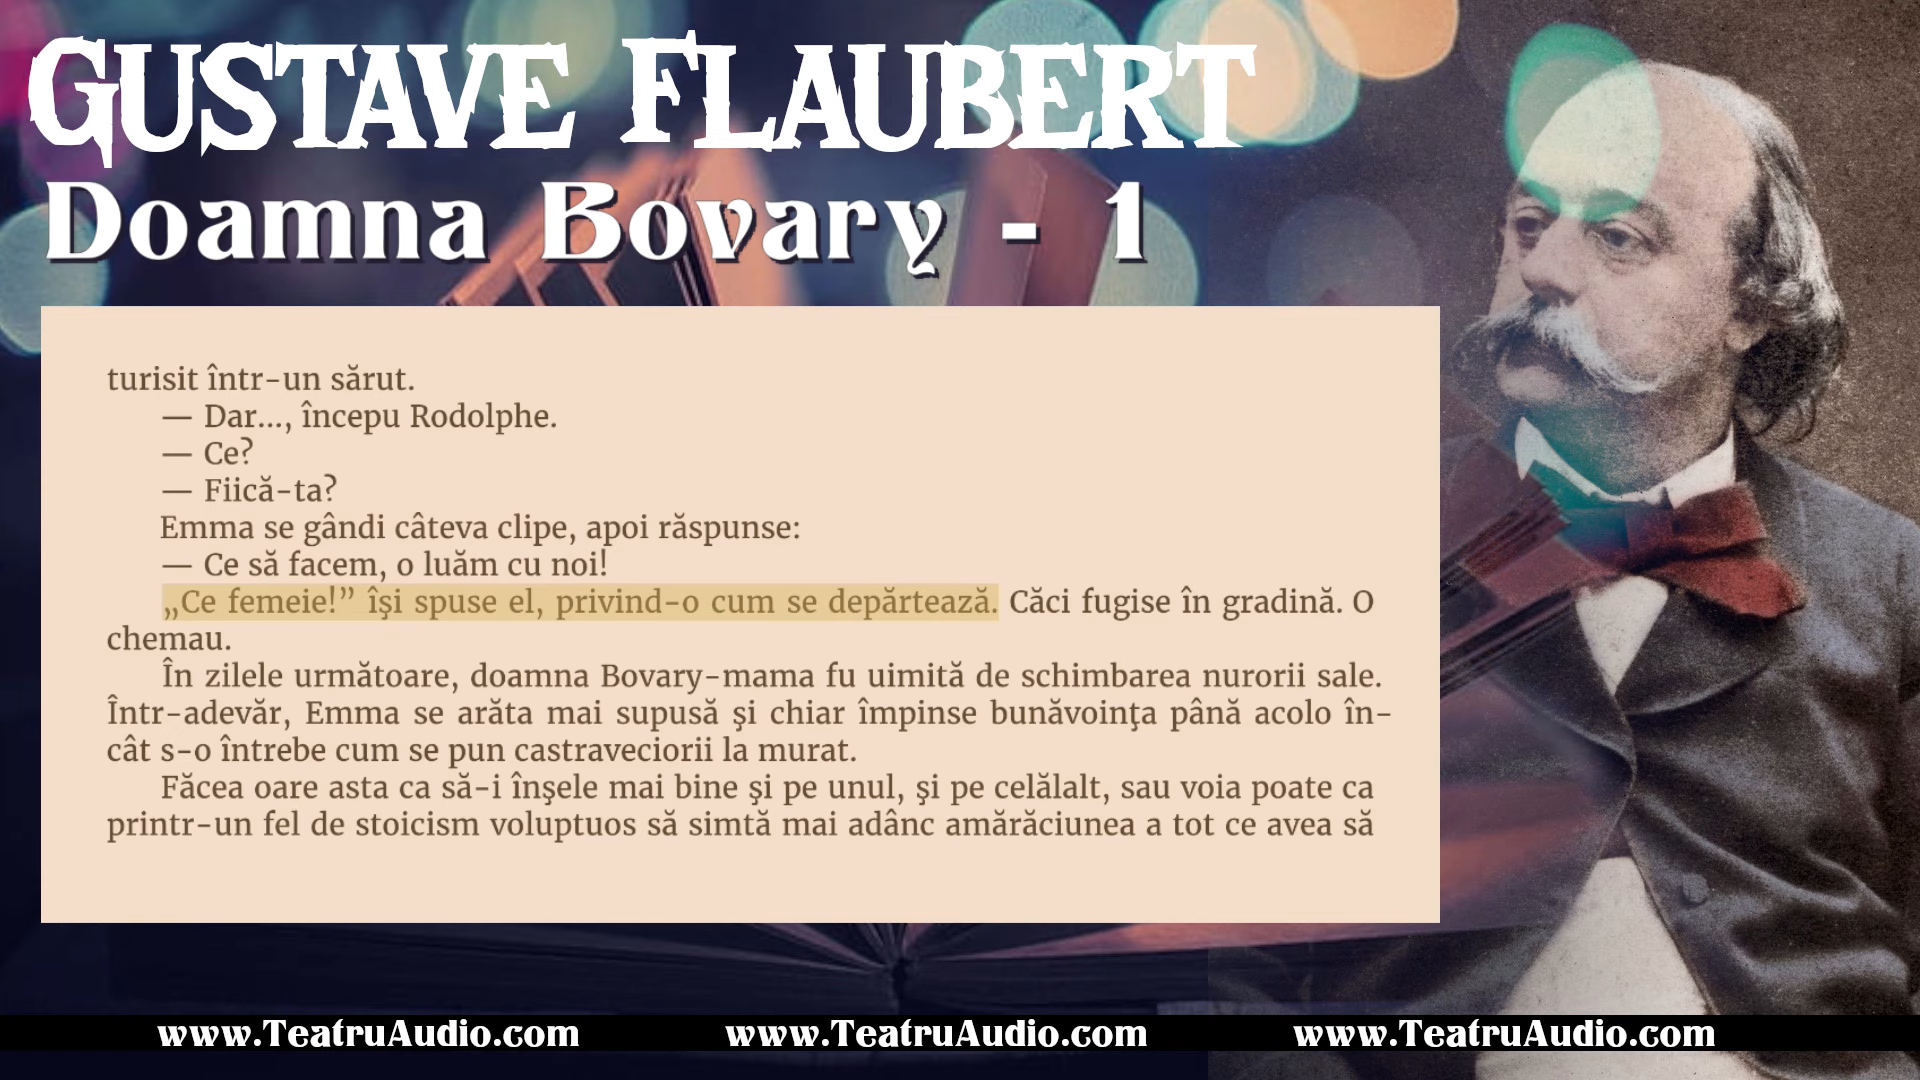 GUSTAVE FLAUBERT
Doamna Bovary - 1
turisit într-un sărut.
— Dar..., începu Rodolphe.
— Ce?
— Fiică-ta?
Emma se gândi câteva clipe, apoi răspunse:
— Ce să facem, o luăm cu noi!
„Ce femeie!” îşi spuse el, privind-o cum se depărtează. Căci fugise în gradină. O
chemau.
În zilele următoare, doamna Bovary-mama fu uimită de schimbarea nurorii sale.
Într-adevăr, Emma se arăta mai supusă şi chiar împinse bunăvoinţa până acolo în-
cât s-o întrebe cum se pun castraveciorii la murat.
Făcea oare asta ca să-i înşele mai bine şi pe unul, şi pe celălalt, sau voia poate ca
printr-un fel de stoicism voluptuos să simtă mai adânc amărăciunea a tot ce avea să
www.TeatruAudio.com www.TeatruAudio.com www.TeatruAudio.com